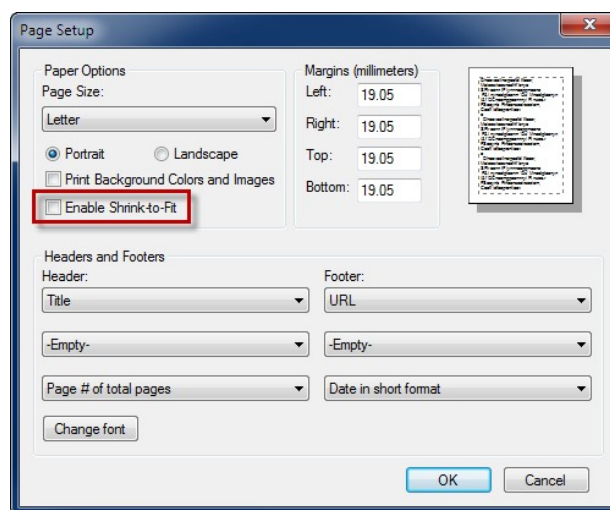 Page Setup
Paper Options
Page Size:
Letter
Portrait
Landscape
Print Background Colors and Images
Enable Shrink-to-Fit
Margins (millimeters)
Left: 19.05
Right: 19.05
Top: 19.05
Bottom: 19.05
Headers and Footers
Header:
Footer:
Title
URL
-Empty-
-Empty-
Page # of total pages
Date in short format
Change font
OK
Cancel